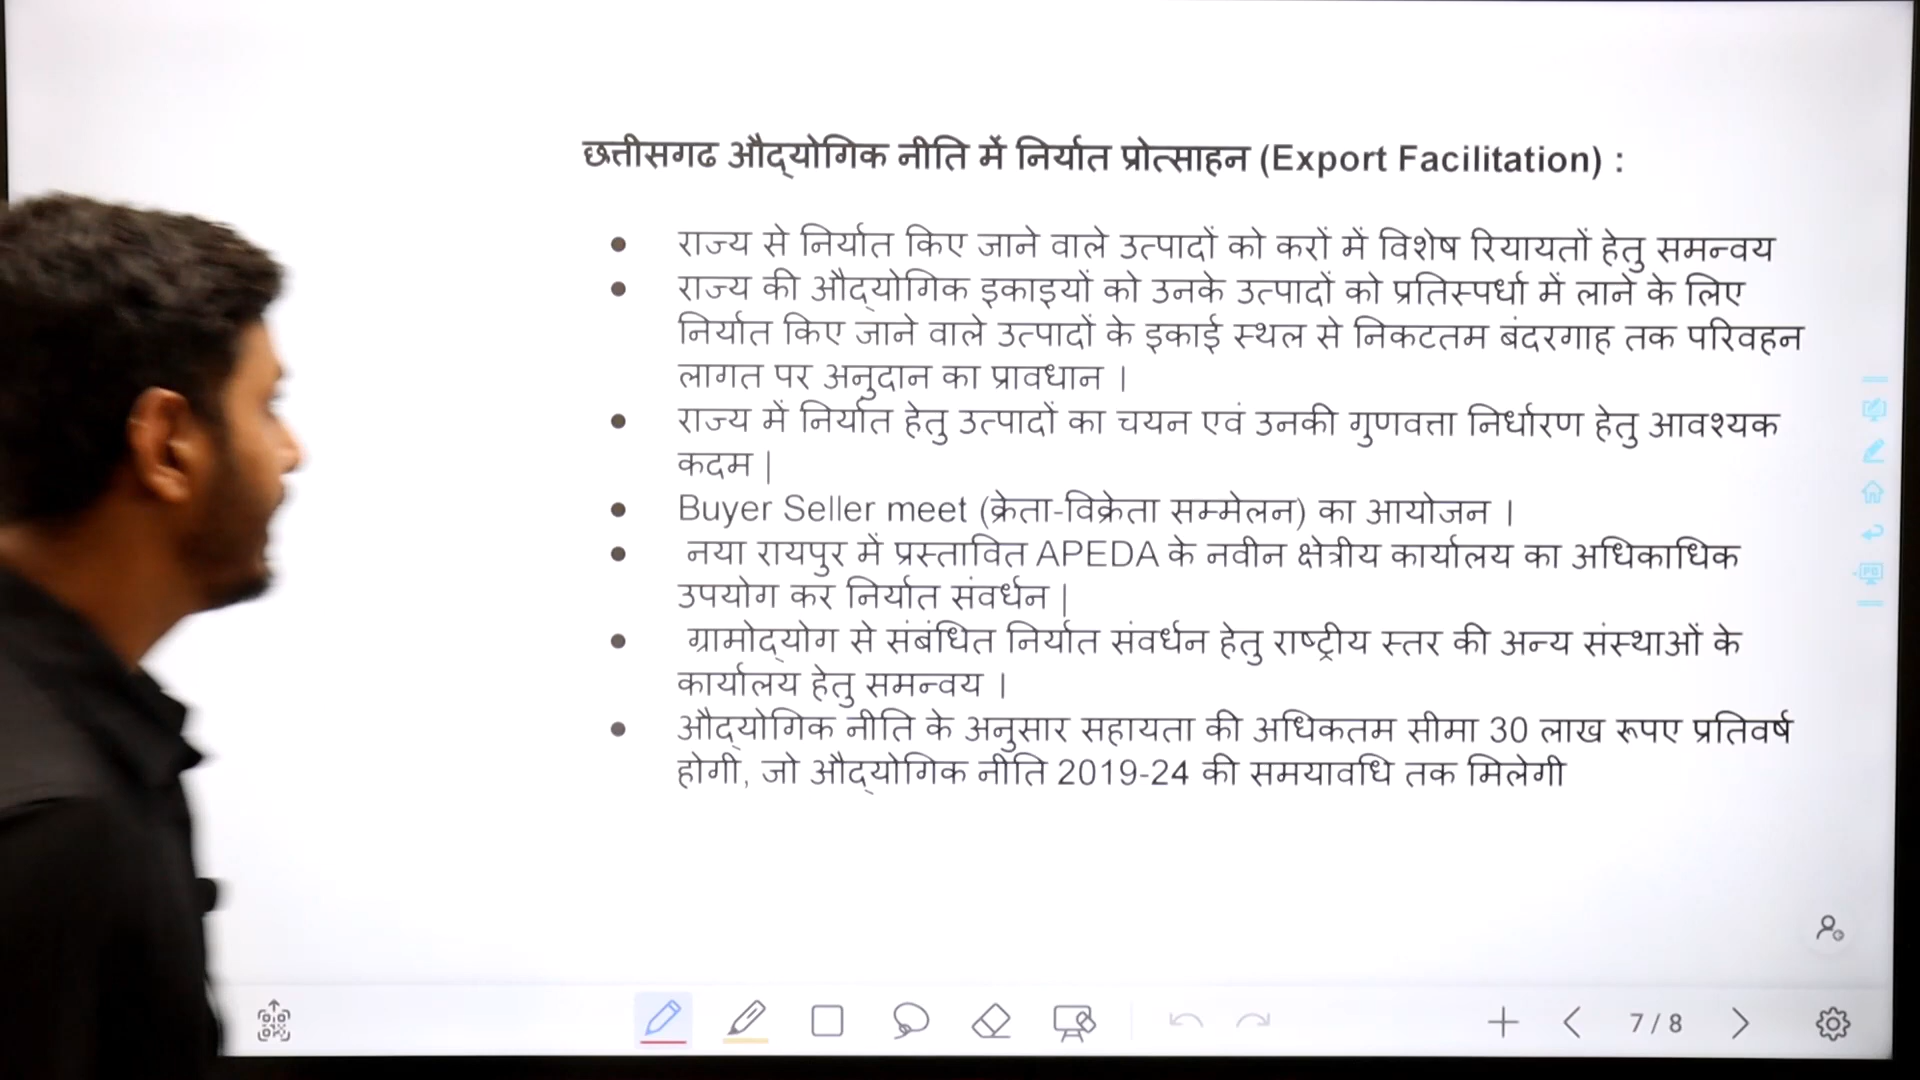 छत्तीसगढ औद्योगिक नीति में निर्यात प्रोत्साहन (Export Facilitation) :
● राज्य से निर्यात किए जाने वाले उत्पादों को करों में विशेष रियायतों हेतु समन्वय
● राज्य की औद्योगिक इकाइयों को उनके उत्पादों को प्रतिस्पर्धा में लाने के लिए
निर्यात किए जाने वाले उत्पादों के इकाई स्थल से निकटतम बंदरगाह तक परिवहन
लागत पर अनुदान का प्रावधान ।
● राज्य में निर्यात हेतु उत्पादों का चयन एवं उनकी गुणवत्ता निर्धारण हेतु आवश्यक
कदम |
● Buyer Seller meet (क्रेता-विक्रेता सम्मेलन) का आयोजन ।
● नया रायपुर में प्रस्तावित APEDA के नवीन क्षेत्रीय कार्यालय का अधिकाधिक
उपयोग कर निर्यात संवर्धन |
● ग्रामोद्योग से संबंधित निर्यात संवर्धन हेतु राष्ट्रीय स्तर की अन्य संस्थाओं के
कार्यालय हेतु समन्वय ।
● औद्योगिक नीति के अनुसार सहायता की अधिकतम सीमा 30 लाख रूपए प्रतिवर्ष
होगी, जो औद्योगिक नीति 2019-24 की समयावधि तक मिलेगी
7 / 8